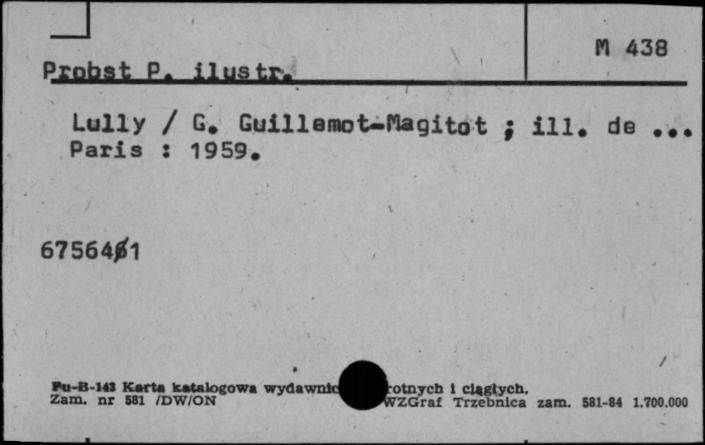 M 438
Probst P. ilustr.
Lully / G. Guillemot-Magitot ; ill. de ...
Paris : 1959.
6756461
Pu-B-143 Karta katalogowa wydawnic otnych i ciągłych.
Zam. nr 581 /DW/ON WZGraf Trzebnica zam. 581-84 1.700.000